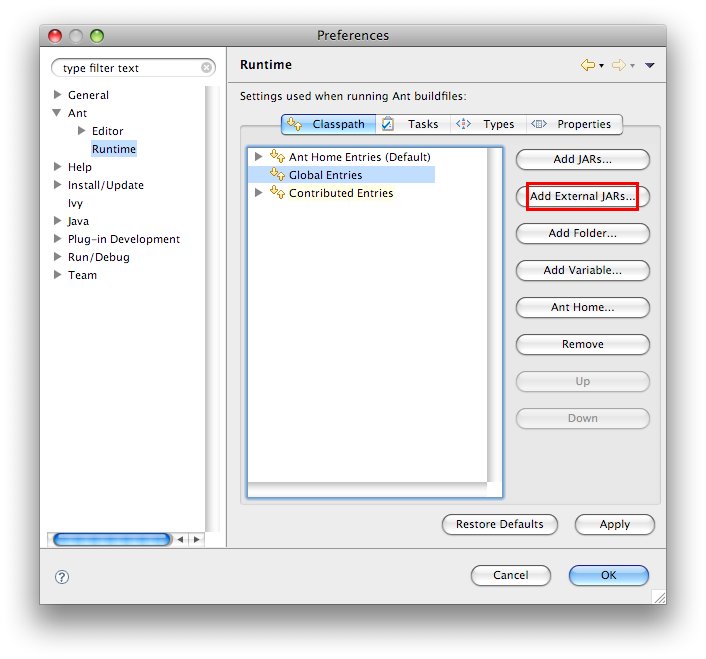 Preferences
type filter text
General
Ant
Editor
Runtime
Help
Install/Update
Ivy
Java
Plug-in Development
Run/Debug
Team
Runtime
Settings used when running Ant buildfiles:
Classpath
Tasks
Types
Properties
Ant Home Entries (Default)
Global Entries
Contributed Entries
Add JARs...
Add External JARs...
Add Folder...
Add Variable...
Ant Home...
Remove
Up
Down
Restore Defaults
Apply
?
Cancel
OK